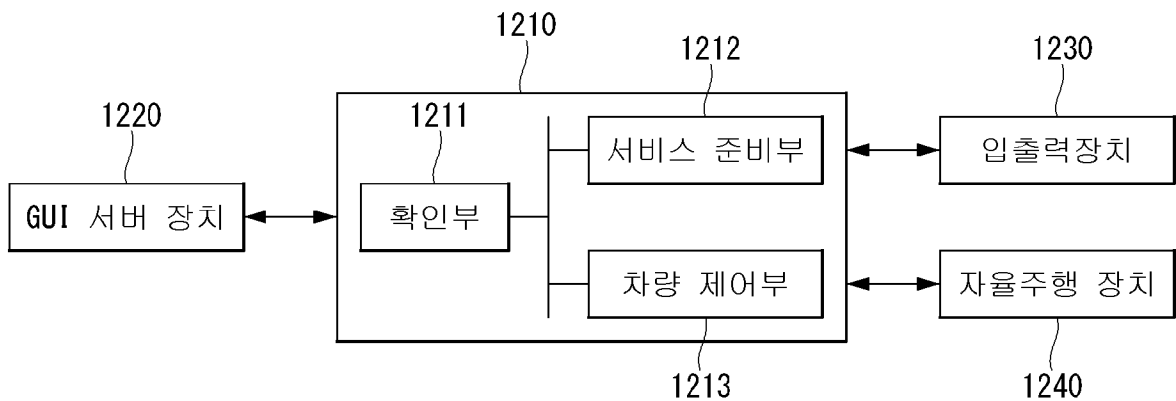 1210
1212
1230
1220
1211
서비스 준비부
입출력장치
GUI 서버 장치
확인부
차량 제어부
자율주행 장치
1213
1240